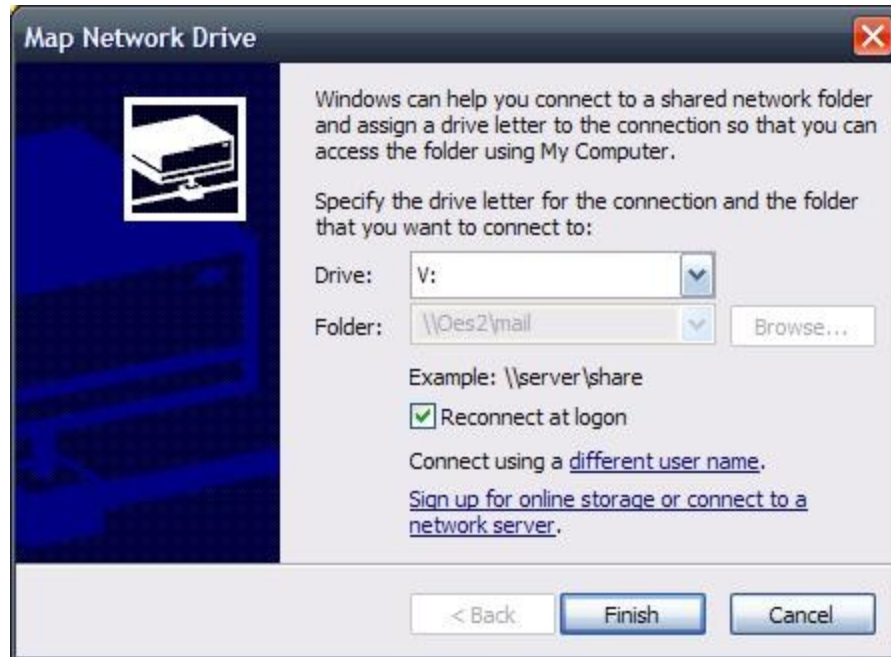 Map Network Drive
Windows can help you connect to a shared network folder
and assign a drive letter to the connection so that you can
access the folder using My Computer.
Specify the drive letter for the connection and the folder
that you want to connect to:
Drive: V:
Folder: \\Oes2\mail Browse...
Example: \\server\share
Reconnect at logon
Connect using a different user name.
Sign up for online storage or connect to a
network server.
< Back Finish Cancel